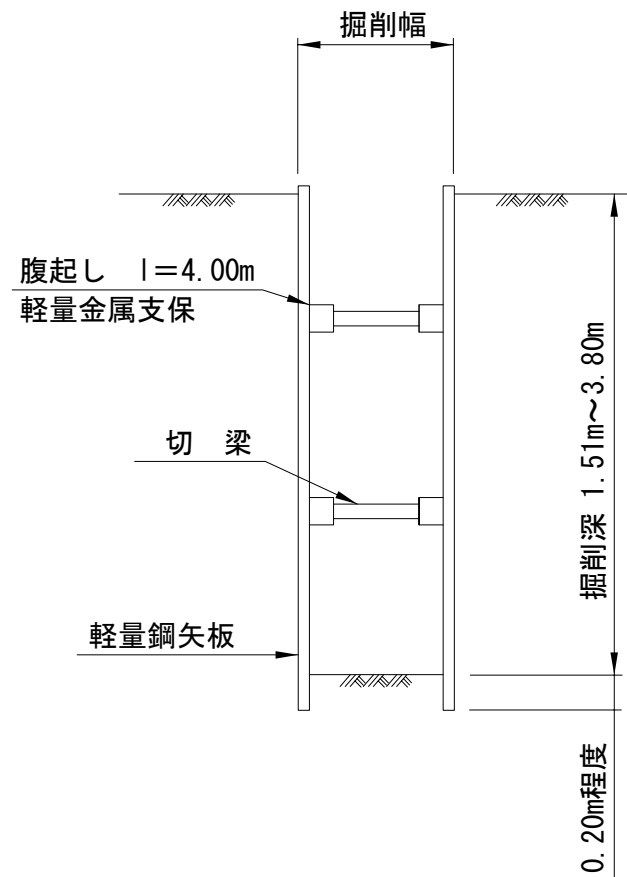 掘削幅
腹起し　l＝4.00m
軽量金属支保
切　梁
軽量鋼矢板
掘削深 1.51m～3.80m
0.20m程度